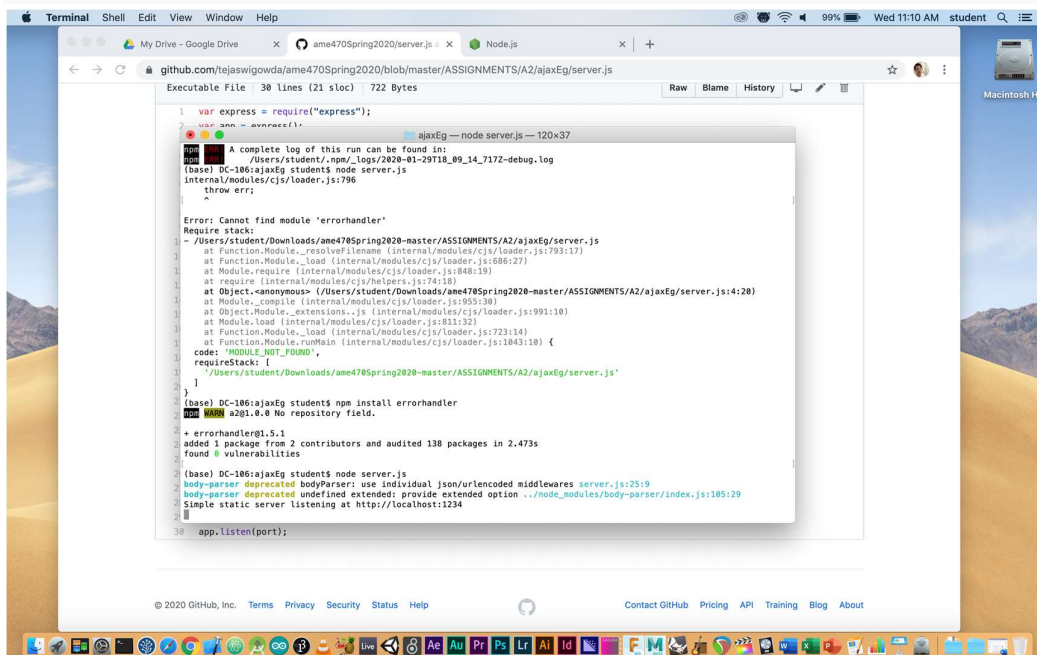 Terminal Shell Edit View Window Help 99% Wed 11:10 AM student
My Drive - Google Drive × ame470Spring2020/server.js a × Node.js × +
github.com/tejaswigowda/ame470Spring2020/blob/master/ASSIGNMENTS/A2/ajaxEg/server.js
Macintosh H
Executable File 30 lines (21 sloc) 722 Bytes Raw Blame History
1 var express = require("express");
2 var app = express();
ajaxEg — node server.js — 120×37
npm ERR! A complete log of this run can be found in:
npm ERR!     /Users/student/.npm/_logs/2020-01-29T18_09_14_717Z-debug.log
(base) DC-106:ajaxEg student$ node server.js
internal/modules/cjs/loader.js:796
    throw err;
[   ^ ]
Error: Cannot find module 'errorhandler'
Require stack:
- /Users/student/Downloads/ame470Spring2020-master/ASSIGNMENTS/A2/ajaxEg/server.js
    at Function.Module._resolveFilename (internal/modules/cjs/loader.js:793:17)
    at Function.Module._load (internal/modules/cjs/loader.js:686:27)
    at Module.require (internal/modules/cjs/loader.js:848:19)
    at require (internal/modules/cjs/helpers.js:74:18)
    at Object.<anonymous> (/Users/student/Downloads/ame470Spring2020-master/ASSIGNMENTS/A2/ajaxEg/server.js:4:20)
    at Module._compile (internal/modules/cjs/loader.js:955:30)
    at Object.Module._extensions..js (internal/modules/cjs/loader.js:991:10)
    at Module.load (internal/modules/cjs/loader.js:811:32)
    at Function.Module._load (internal/modules/cjs/loader.js:723:14)
    at Function.Module.runMain (internal/modules/cjs/loader.js:1043:10) {
  code: 'MODULE_NOT_FOUND',
  requireStack: [
    '/Users/student/Downloads/ame470Spring2020-master/ASSIGNMENTS/A2/ajaxEg/server.js'
  ]
}
(base) DC-106:ajaxEg student$ npm install errorhandler
npm WARN a2@1.0.0 No repository field.
+ errorhandler@1.5.1
added 1 package from 2 contributors and audited 138 packages in 2.473s
found 0 vulnerabilities
[ ]
(base) DC-106:ajaxEg student$ node server.js
body-parser deprecated bodyParser: use individual json/urlencoded middlewares server.js:25:9
body-parser deprecated undefined extended: provide extended option ../node_modules/body-parser/index.js:105:29
Simple static server listening at http://localhost:1234
30 app.listen(port);
© 2020 GitHub, Inc. Terms Privacy Security Status Help Contact GitHub Pricing API Training Blog About
Live Ae Au Pr Ps Lr Ai Id F M